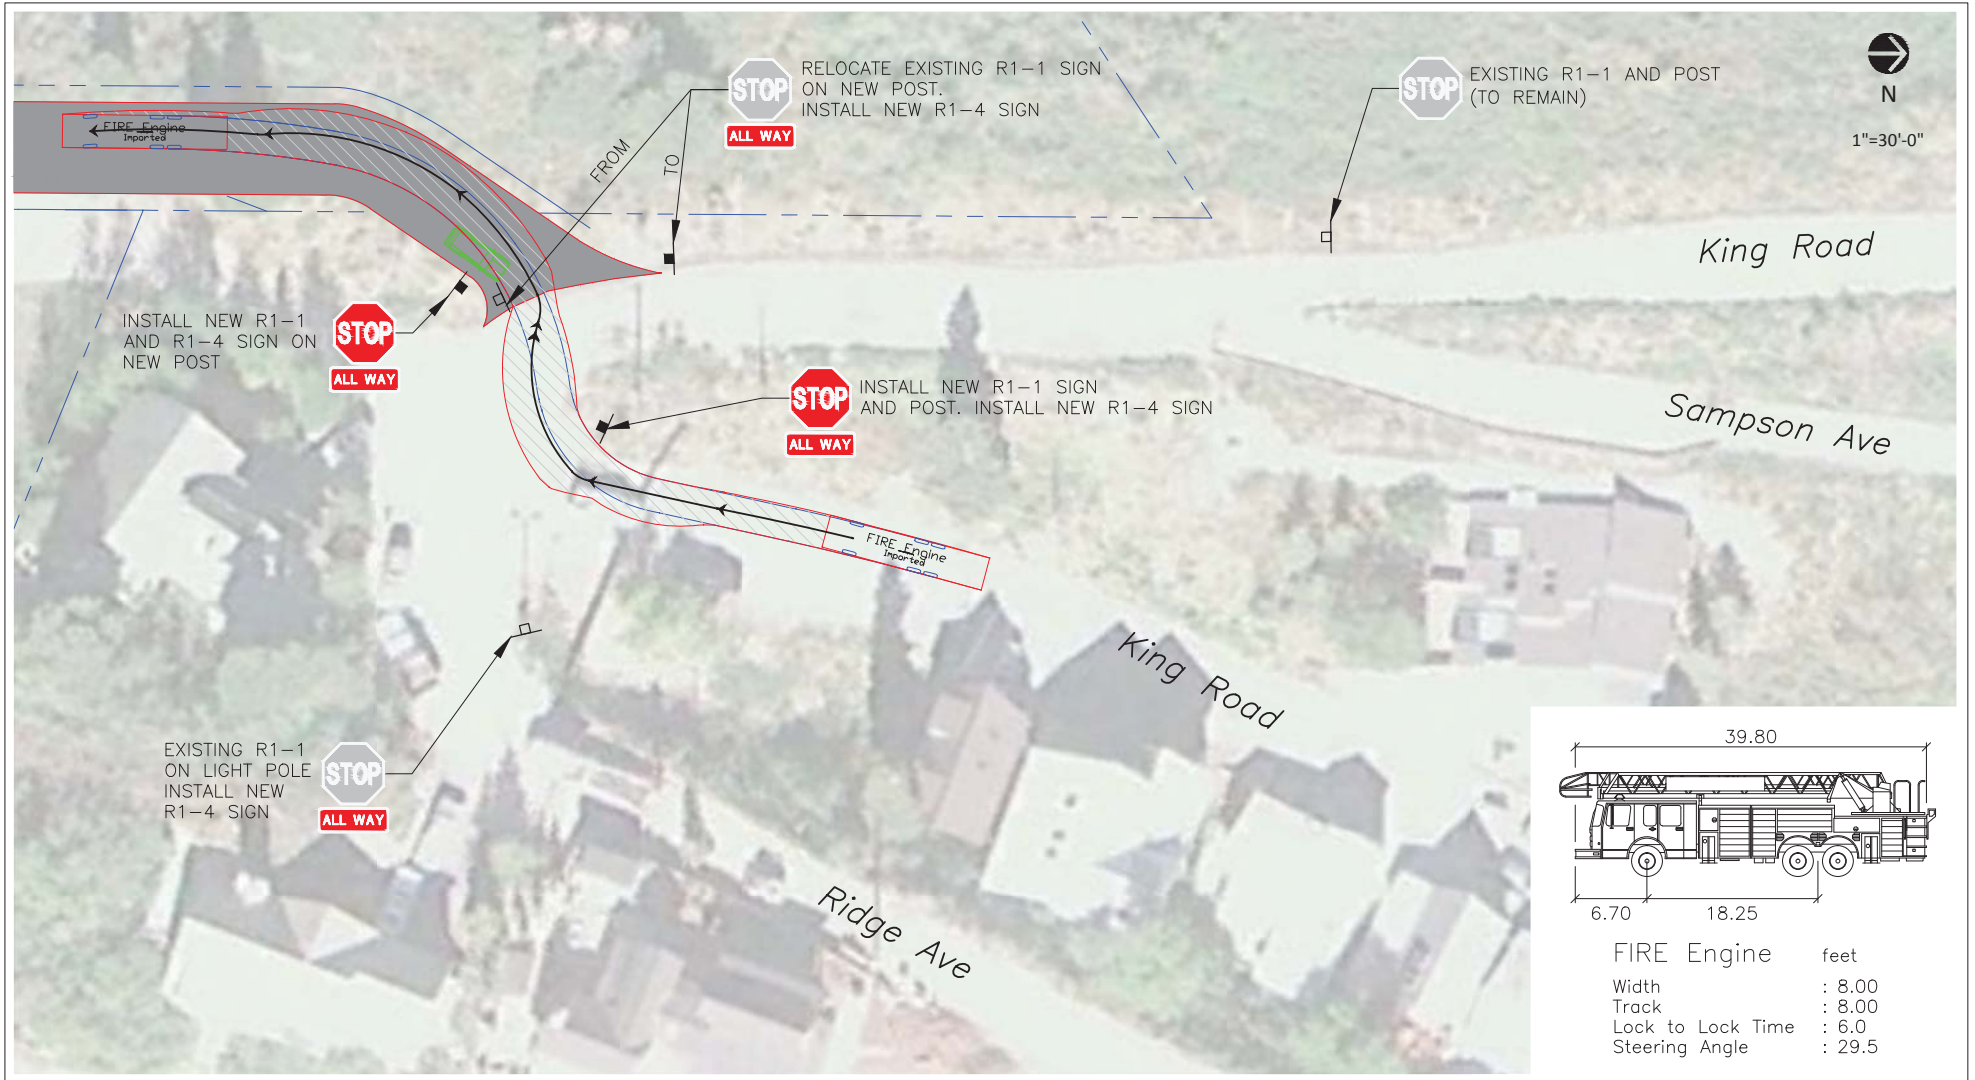 STOP
RELOCATE EXISTING R1-1 SIGN
ON NEW POST.
INSTALL NEW R1-4 SIGN
ALL WAY
FROM
TO
STOP
EXISTING R1-1 AND POST
(TO REMAIN)
N
1"=30'-0"
FIRE Engine
Imported
King Road
INSTALL NEW R1-1
AND R1-4 SIGN ON
NEW POST
STOP
ALL WAY
STOP
ALL WAY
INSTALL NEW R1-1 SIGN
AND POST. INSTALL NEW R1-4 SIGN
Sampson Ave
FIRE Engine
Imported
King Road
EXISTING R1-1
ON LIGHT POLE
INSTALL NEW
R1-4 SIGN
STOP
ALL WAY
Ridge Ave
39.80
6.70
18.25
FIRE Engine feet
Width : 8.00
Track : 8.00
Lock to Lock Time : 6.0
Steering Angle : 29.5